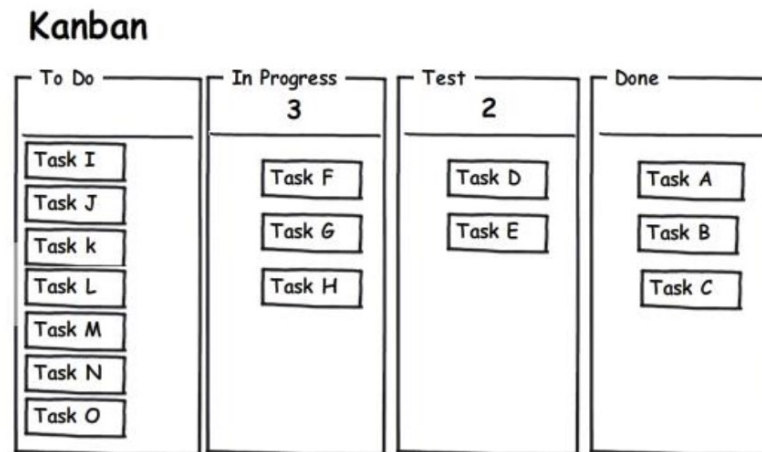 Kanban
To Do
Task I
Task J
Task k
Task L
Task M
Task N
Task O
In Progress
3
Task F
Task G
Task H
Test
2
Task D
Task E
Done
Task A
Task B
Task C